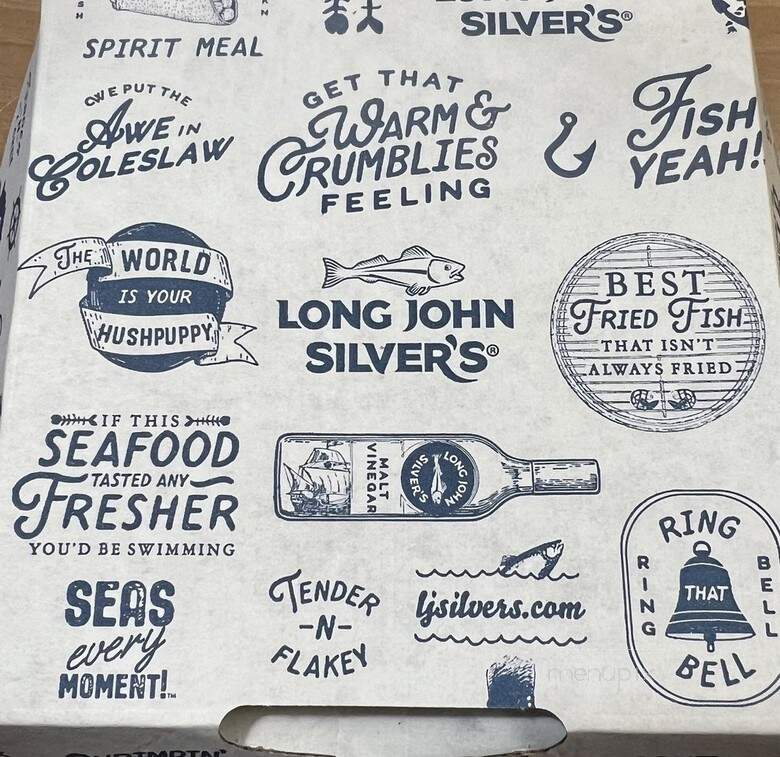 SILVER'S®
SPIRIT MEAL
WE PUT THE
AWE IN
COLESLAW
GET THAT
WARM &
CRUMBLIES
FEELING
FISH
YEAH!
THE WORLD
IS YOUR
HUSHPUPPY
LONG JOHN
SILVER'S®
BEST
FRIED FISH
THAT ISN'T
ALWAYS FRIED
IF THIS
SEAFOOD
TASTED ANY
FRESHER
YOU'D BE SWIMMING
MALT
VINEGAR
LONG JOHN
SILVER'S
RING
RING
THAT
BELL
BELL
SEAS
every
MOMENT!™
TENDER
-N-
FLAKEY
ljsilvers.com